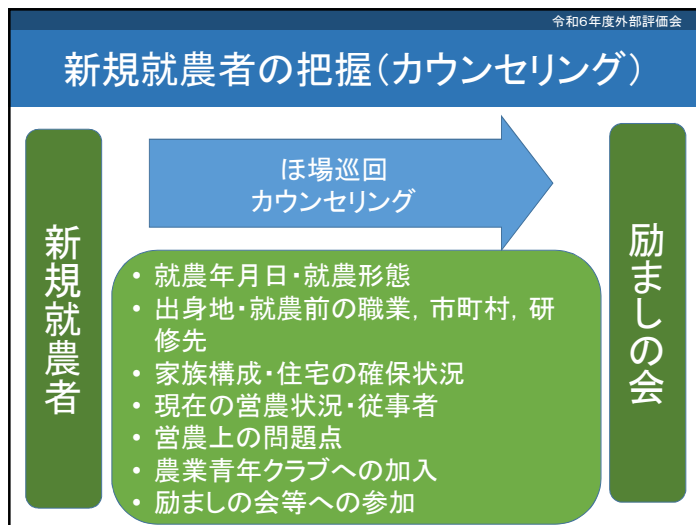 令和6年度外部評価会
新規就農者の把握(カウンセリング)
新規就農者
ほ場巡回
カウンセリング
• 就農年月日・就農形態
• 出身地・就農前の職業, 市町村, 研
修先
• 家族構成・住宅の確保状況
• 現在の営農状況・従事者
• 営農上の問題点
• 農業青年クラブへの加入
• 励ましの会等への参加
励ましの会